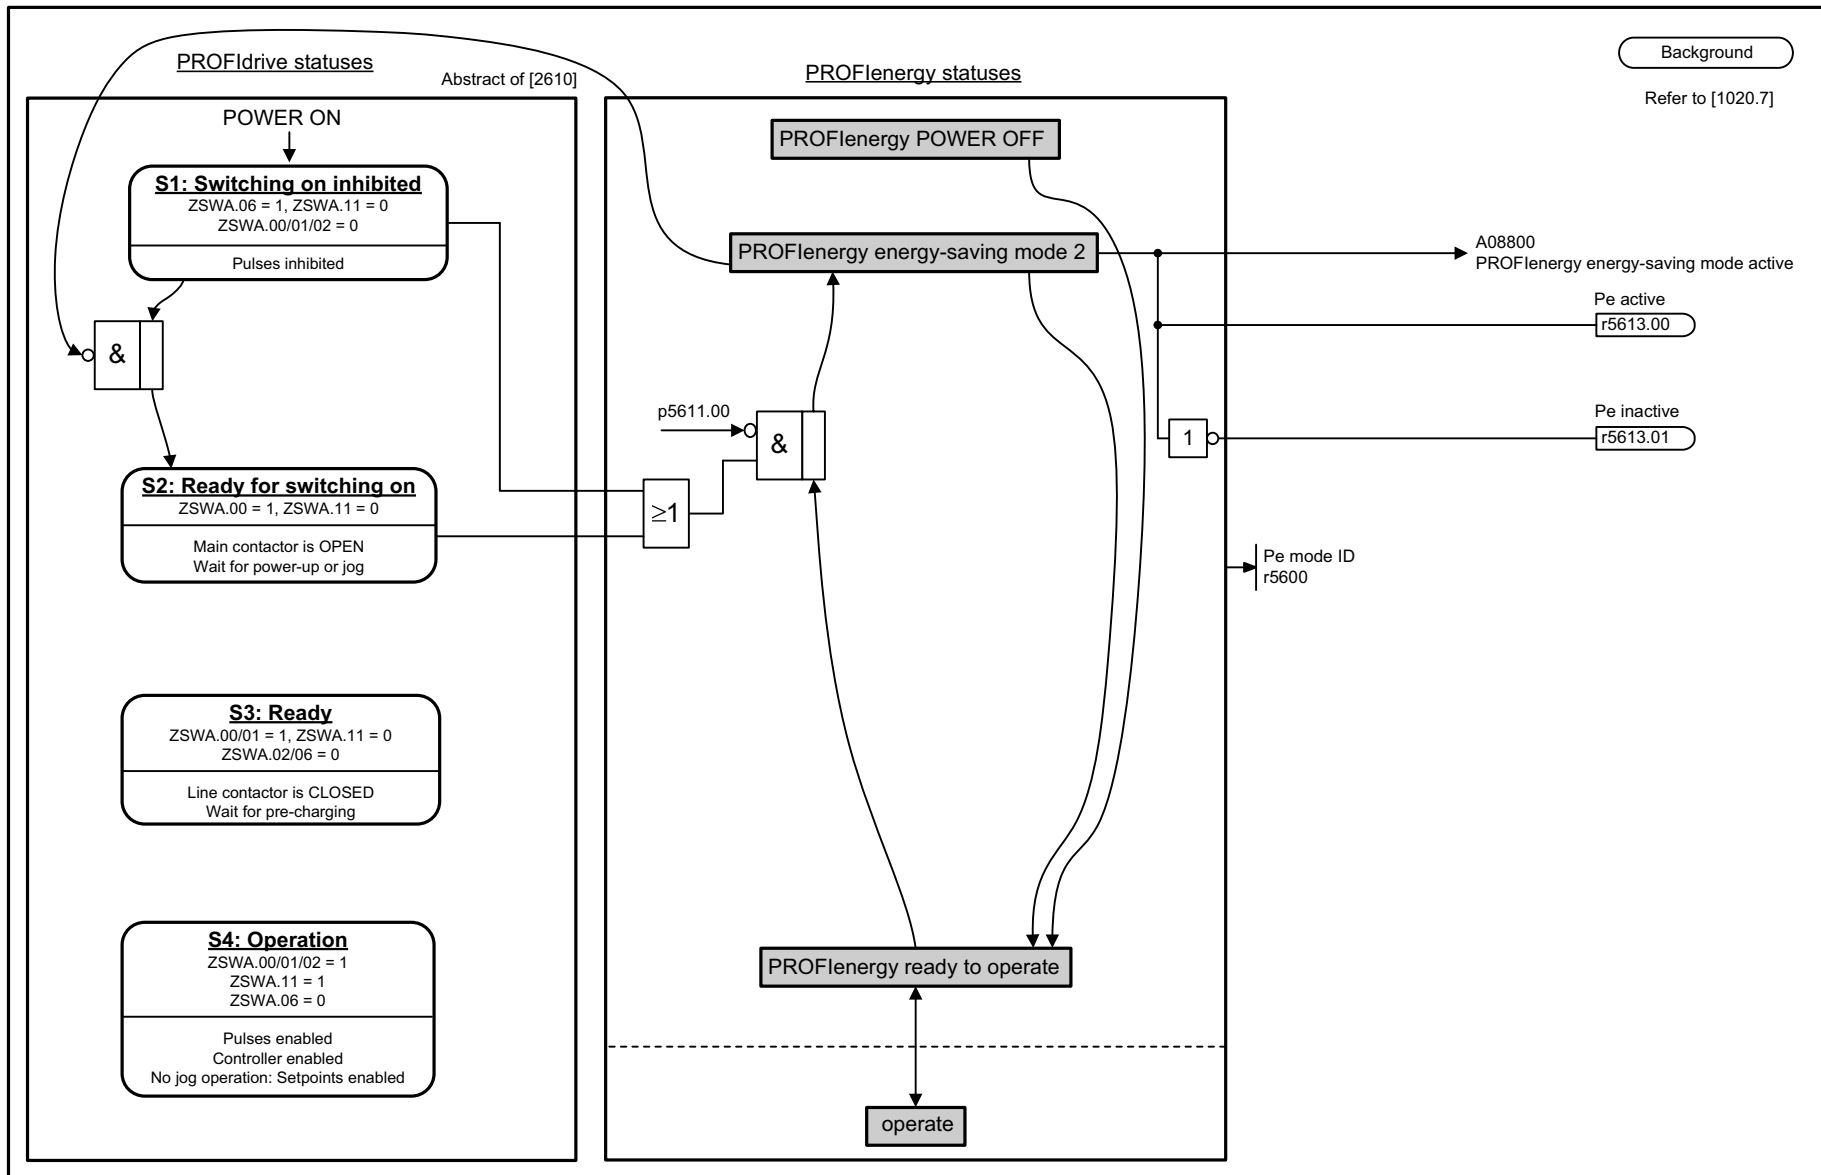 PROFIdrive statuses
Abstract of [2610]
PROFIenergy statuses
Background
Refer to [1020.7]
POWER ON
S1: Switching on inhibited
ZSWA.06 = 1, ZSWA.11 = 0
ZSWA.00/01/02 = 0
Pulses inhibited
&
S2: Ready for switching on
ZSWA.00 = 1, ZSWA.11 = 0
Main contactor is OPEN
Wait for power-up or jog
S3: Ready
ZSWA.00/01 = 1, ZSWA.11 = 0
ZSWA.02/06 = 0
Line contactor is CLOSED
Wait for pre-charging
S4: Operation
ZSWA.00/01/02 = 1
ZSWA.11 = 1
ZSWA.06 = 0
Pulses enabled
Controller enabled
No jog operation: Setpoints enabled
PROFIenergy POWER OFF
PROFIenergy energy-saving mode 2
p5611.00
&
≥1
PROFIenergy ready to operate
operate
A08800
PROFIenergy energy-saving mode active
Pe active
r5613.00
Pe inactive
1
r5613.01
Pe mode ID
r5600